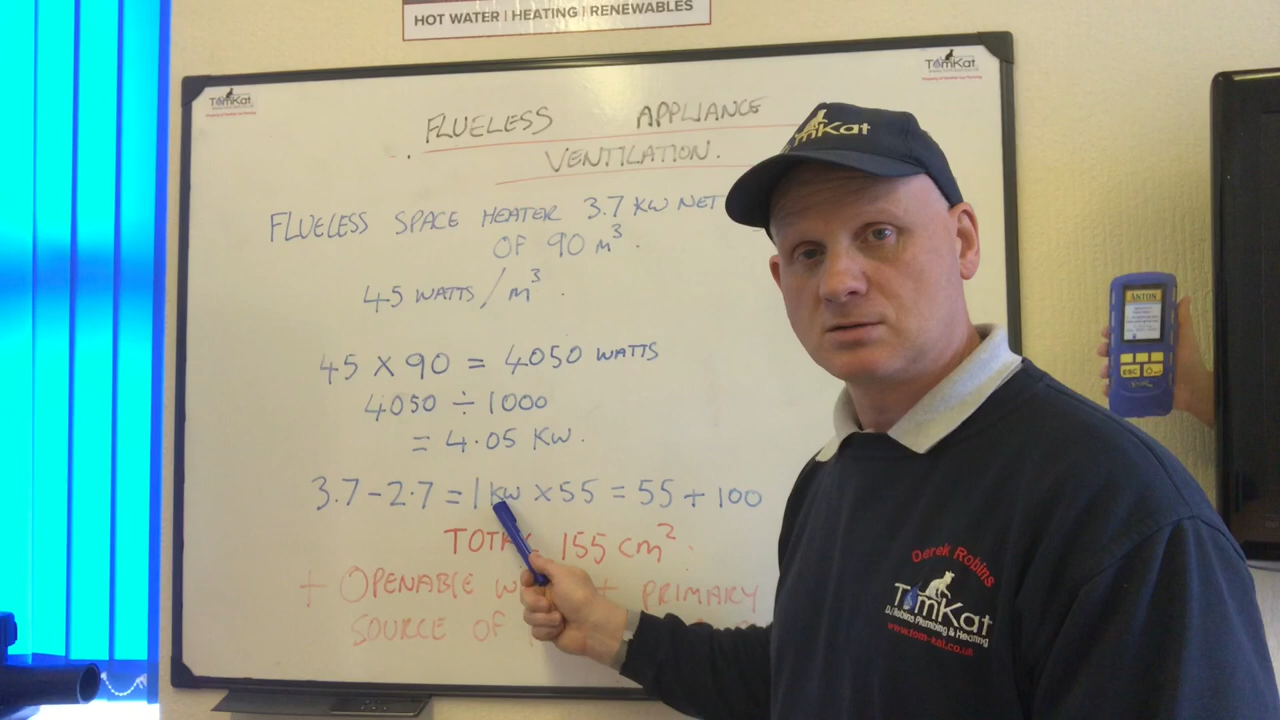 HOT WATER | HEATING | RENEWABLES
TomKat
TomKat
FLUELESS APPLIANCE
VENTILATION.
FLUELESS SPACE HEATER 3.7 KW NET
OF 90 m³.
45 WATTS/m³.
45 X 90 = 4050 WATTS
4050 ÷ 1000
= 4.05 KW.
3.7-2.7 = 1 KW X 55 = 55 + 100
155 cm².
+ OPENABLE + PRIMARY
SOURCE OF
TomKat
ANTON
ESC
Derek Robins
TomKat
DJ Robins Plumbing & Heating
www.tom-kat.co.uk